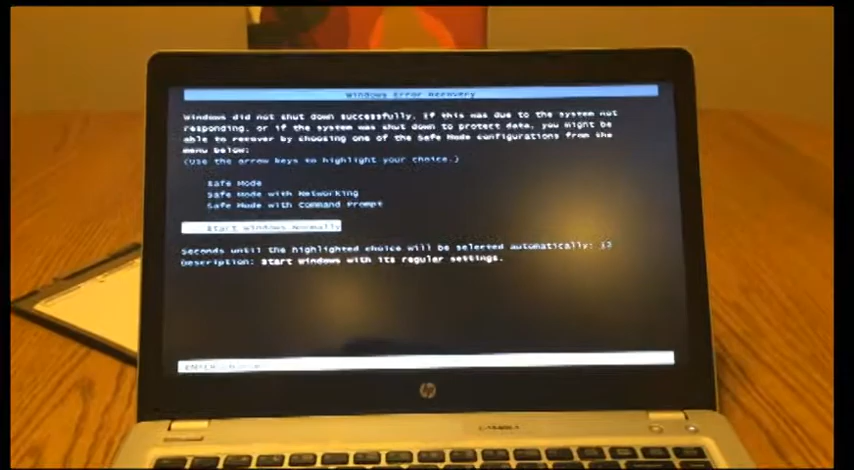 Windows Error Recovery
Windows did not shut down successfully. If this was due to the system not
responding, or if the system was shut down to protect data, you might be
able to recover by choosing one of the Safe Mode configurations from the
menu below:
(Use the arrow keys to highlight your choice.)
Safe Mode
Safe Mode with Networking
Safe Mode with Command Prompt
Start Windows Normally
Seconds until the highlighted choice will be selected automatically:
Description: Start Windows with its regular settings.
ENTER=Choose
hp